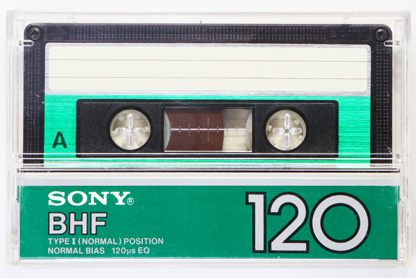 A
SONY®
BHF 120
TYPE I (NORMAL) POSITION
NORMAL BIAS 120µs EQ